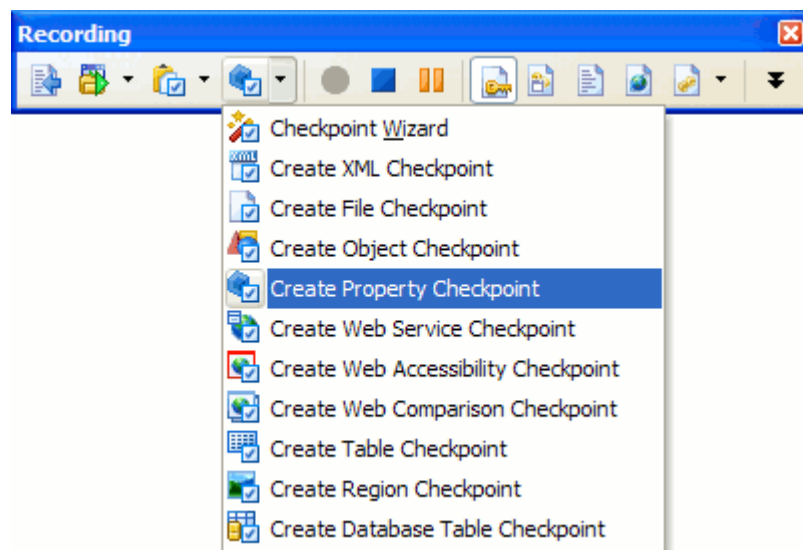 Recording
Checkpoint Wizard
Create XML Checkpoint
Create File Checkpoint
Create Object Checkpoint
Create Property Checkpoint
Create Web Service Checkpoint
Create Web Accessibility Checkpoint
Create Web Comparison Checkpoint
Create Table Checkpoint
Create Region Checkpoint
Create Database Table Checkpoint